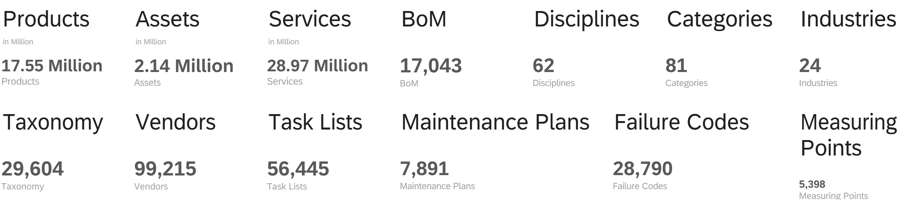 Products
in Million
17.55 Million
Products
Assets
in Million
2.14 Million
Assets
Services
in Million
28.97 Million
Services
BoM
17,043
BoM
Disciplines
62
Disciplines
Categories
81
Categories
Industries
24
Industries
Taxonomy
29,604
Taxonomy
Vendors
99,215
Vendors
Task Lists
56,445
Task Lists
Maintenance Plans
7,891
Maintenance Plans
Failure Codes
28,790
Failure Codes
Measuring
Points
5,398
Measuring Points